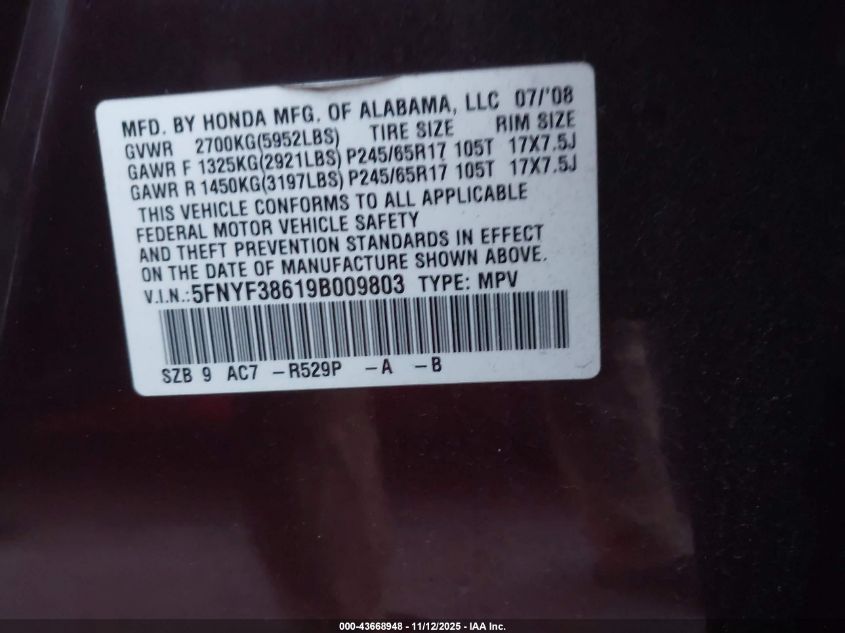 MFD. BY HONDA MFG. OF ALABAMA, LLC 07/'08
GVWR 2700KG(5952LBS) TIRE SIZE RIM SIZE
GAWR F 1325KG(2921LBS) P245/65R17 105T 17X7.5J
GAWR R 1450KG(3197LBS) P245/65R17 105T 17X7.5J
THIS VEHICLE CONFORMS TO ALL APPLICABLE
FEDERAL MOTOR VEHICLE SAFETY
AND THEFT PREVENTION STANDARDS IN EFFECT
ON THE DATE OF MANUFACTURE SHOWN ABOVE.
V.I.N.:5FNYF38619B009803 TYPE: MPV
SZB 9 AC7 -R529P -A -B
000-43668948 - 11/12/2025 - IAA Inc.